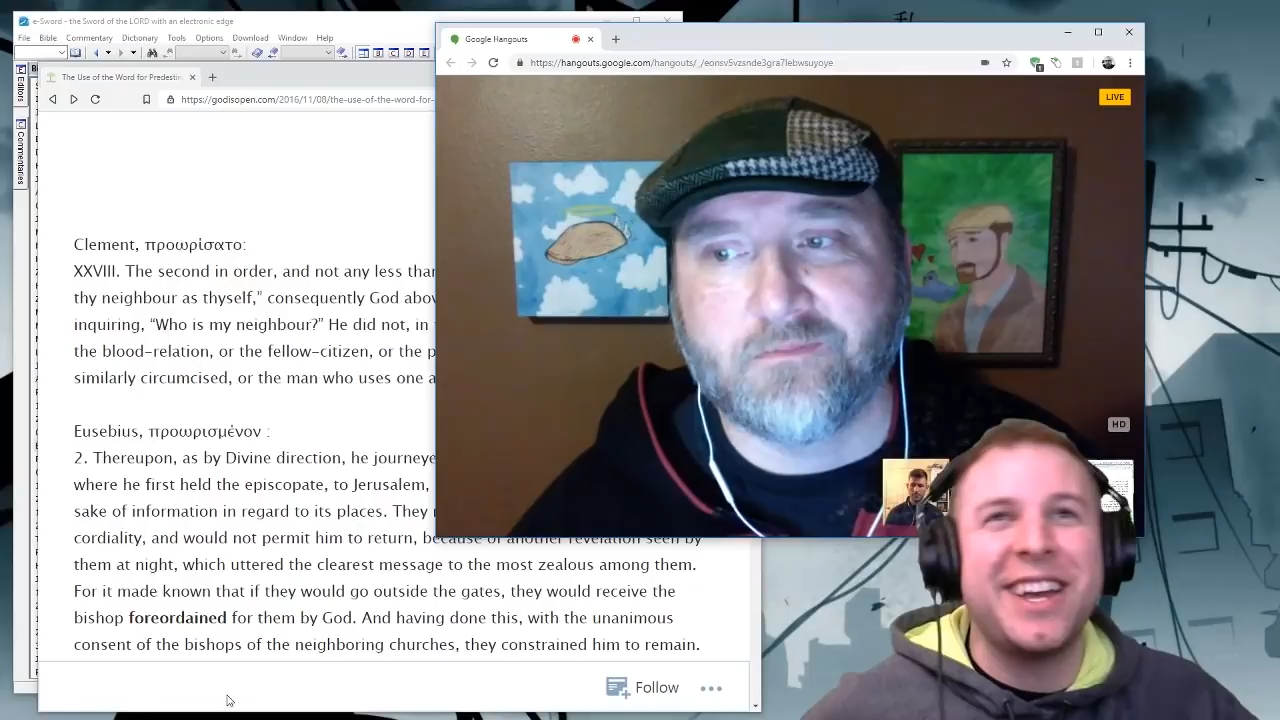 e-Sword - the Sword of the LORD with an electronic edge
File Edit Bible Commentary Dictionary Tools Options Download Window Help
Editors
Commentaries
The Use of the Word for Predestin
https://godisopen.com/2016/11/08/the-use-of-the-word-for-
Google Hangouts
LIVE
HD
Clement, προωρίσατο:
XXVIII. The second in order, and not any less than
thy neighbour as thyself,” consequently God abov
inquiring, “Who is my neighbour?” He did not, in
the blood-relation, or the fellow-citizen, or the p
similarly circumcised, or the man who uses one a
Eusebius, προωρισμένον :
2. Thereupon, as by Divine direction, he journeye
where he first held the episcopate, to Jerusalem,
sake of information in regard to its places. They
cordiality, and would not permit him to return, because of another revelation seen by
them at night, which uttered the clearest message to the most zealous among them.
For it made known that if they would go outside the gates, they would receive the
bishop foreordained for them by God. And having done this, with the unanimous
consent of the bishops of the neighboring churches, they constrained him to remain.
Follow